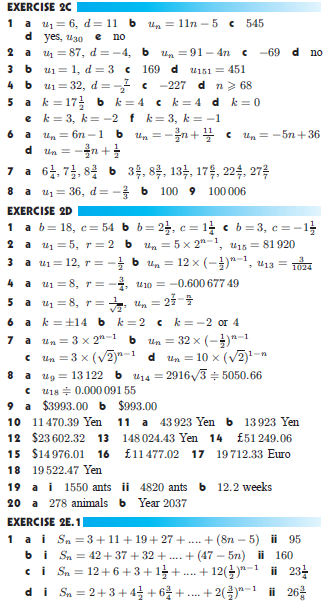 EXERCISE 2C
1 a u₁ = 6, d = 11 b uₙ = 11n − 5 c 545
d yes, u₃₀ e no
2 a u₁ = 87, d = −4, b uₙ = 91 − 4n c −69 d no
3 b u₁ = 1, d = 3 c 169 d u₁₅₁ = 451
4 b u₁ = 32, d = −7/2 c −227 d n ⩾ 68
5 a k = 17½ b k = 4 c k = 4 d k = 0
e k = 3, k = −2 f k = 3, k = −1
6 a uₙ = 6n − 1 b uₙ = −3/2n + 11/2 c uₙ = −5n + 36
d uₙ = −3/2n + 1/2
7 a 6¼, 7½, 8¾ b 3 5/7, 8 3/7, 13 1/7, 17 6/7, 22 4/7, 27 2/7
8 a u₁ = 36, d = −2/3 b 100 9 100 006
EXERCISE 2D
1 a b = 18, c = 54 b b = 2½, c = 1¼ c b = 3, c = −1½
2 a u₁ = 5, r = 2 b uₙ = 5 × 2ⁿ⁻¹, u₁₅ = 81 920
3 a u₁ = 12, r = −½ b uₙ = 12 × (−½)ⁿ⁻¹, u₁₃ = 3/1024
4 a u₁ = 8, r = −¾, u₁₀ = −0.600 677 49
5 a u₁ = 8, r = 1/√2, uₙ = 2^(7/2 − n/2)
6 a k = ±14 b k = 2 c k = −2 or 4
7 a uₙ = 3 × 2ⁿ⁻¹ b uₙ = 32 × (−½)ⁿ⁻¹
c uₙ = 3 × (√2)ⁿ⁻¹ d uₙ = 10 × (√2)¹⁻ⁿ
8 a u₉ = 13 122 b u₁₄ = 2916√3 ≑ 5050.66
c u₁₈ ≑ 0.000 091 55
9 a $3993.00 b $993.00
10 11 470.39 Yen 11 a 43 923 Yen b 13 923 Yen
12 $23 602.32 13 148 024.43 Yen 14 £51 249.06
15 $14 976.01 16 £11 477.02 17 19 712.33 Euro
18 19 522.47 Yen
19 a i 1550 ants ii 4820 ants b 12.2 weeks
20 a 278 animals b Year 2037
EXERCISE 2E.1
1 a i Sₙ = 3 + 11 + 19 + 27 + .... + (8n − 5) ii 95
b i Sₙ = 42 + 37 + 32 + .... + (47 − 5n) ii 160
c i Sₙ = 12 + 6 + 3 + 1½ + .... + 12(½)ⁿ⁻¹ ii 23¼
d i Sₙ = 2 + 3 + 4½ + 6¾ + .... + 2(3/2)ⁿ⁻¹ ii 26⅜